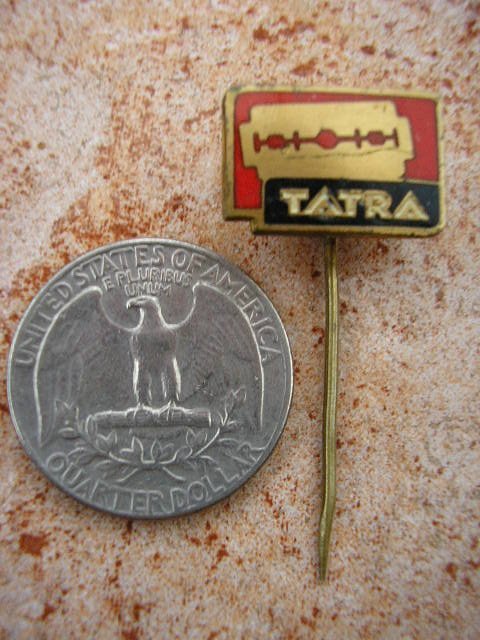 TATRA
UNITED STATES OF AMERICA
E PLURIBUS
UNUM
QUARTER DOLLAR